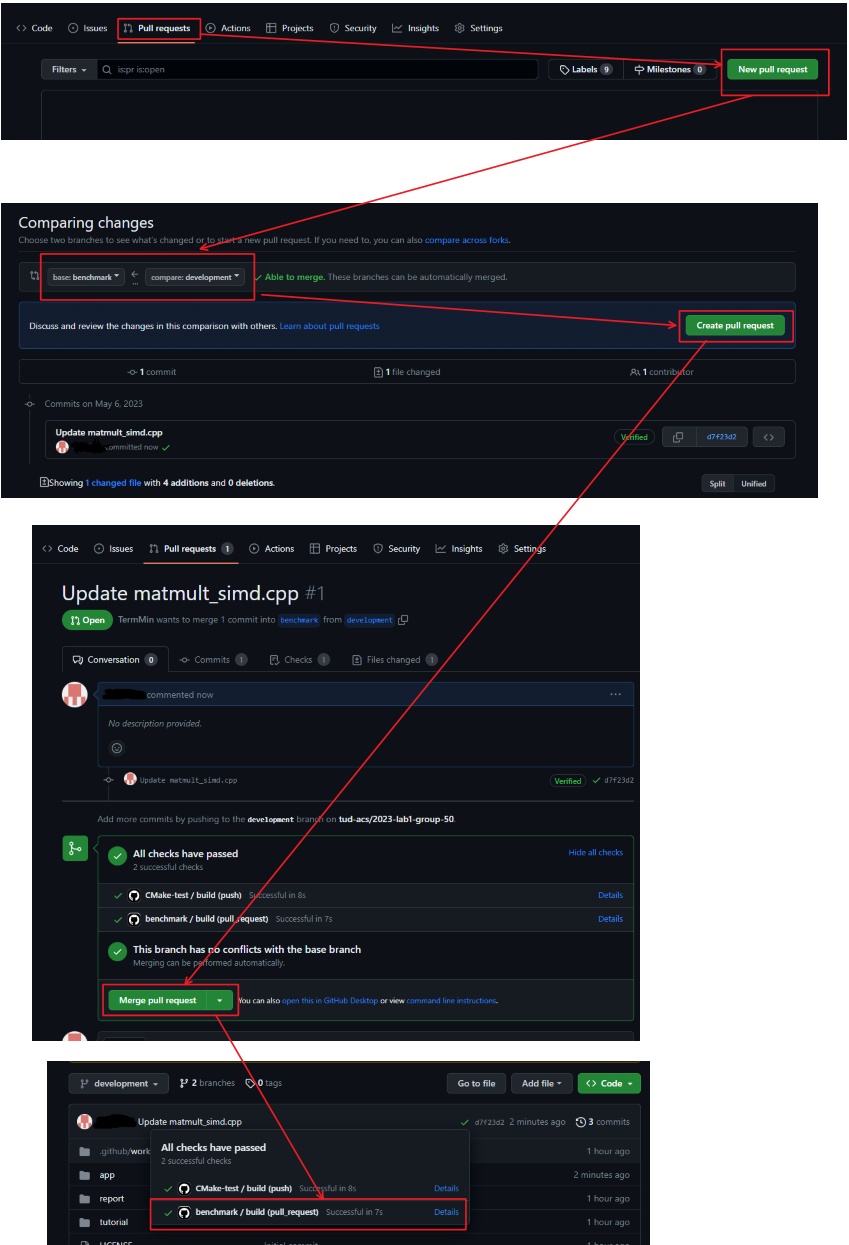 Code Issues Pull requests Actions Projects Security Insights Settings
Filters is:pr is:open Labels 9 Milestones 0 New pull request
Comparing changes
Choose two branches to see what's changed or to start a new pull request. If you need to, you can also compare across forks.
base: benchmark ← compare: development ✓ Able to merge. These branches can be automatically merged.
Discuss and review the changes in this comparison with others. Learn about pull requests Create pull request
1 commit 1 file changed 1 contributor
Commits on May 6, 2023
Update matmult_simd.cpp
committed now Verified d7f23d2
Showing 1 changed file with 4 additions and 0 deletions. Split Unified
Code Issues Pull requests 1 Actions Projects Security Insights Settings
Update matmult_simd.cpp #1
Open TermMin wants to merge 1 commit into benchmark from development
Conversation 0 Commits 1 Checks 1 Files changed 1
commented now
No description provided.
Update matmult_simd.cpp Verified d7f23d2
Add more commits by pushing to the development branch on tud-acs/2023-lab1-group-50.
All checks have passed Hide all checks
2 successful checks
CMake-test / build (push) Successful in 8s Details
benchmark / build (pull_request) Successful in 7s Details
This branch has no conflicts with the base branch
Merging can be performed automatically.
Merge pull request You can also open this in GitHub Desktop or view command line instructions.
development 2 branches 0 tags Go to file Add file Code
Update matmult_simd.cpp d7f23d2 2 minutes ago 3 commits
.github/work 1 hour ago
All checks have passed
2 successful checks
app 2 minutes ago
CMake-test / build (push) Successful in 8s Details
report 1 hour ago
benchmark / build (pull_request) Successful in 7s Details
tutorial 1 hour ago
LICENSE Initial commit 1 hour ago